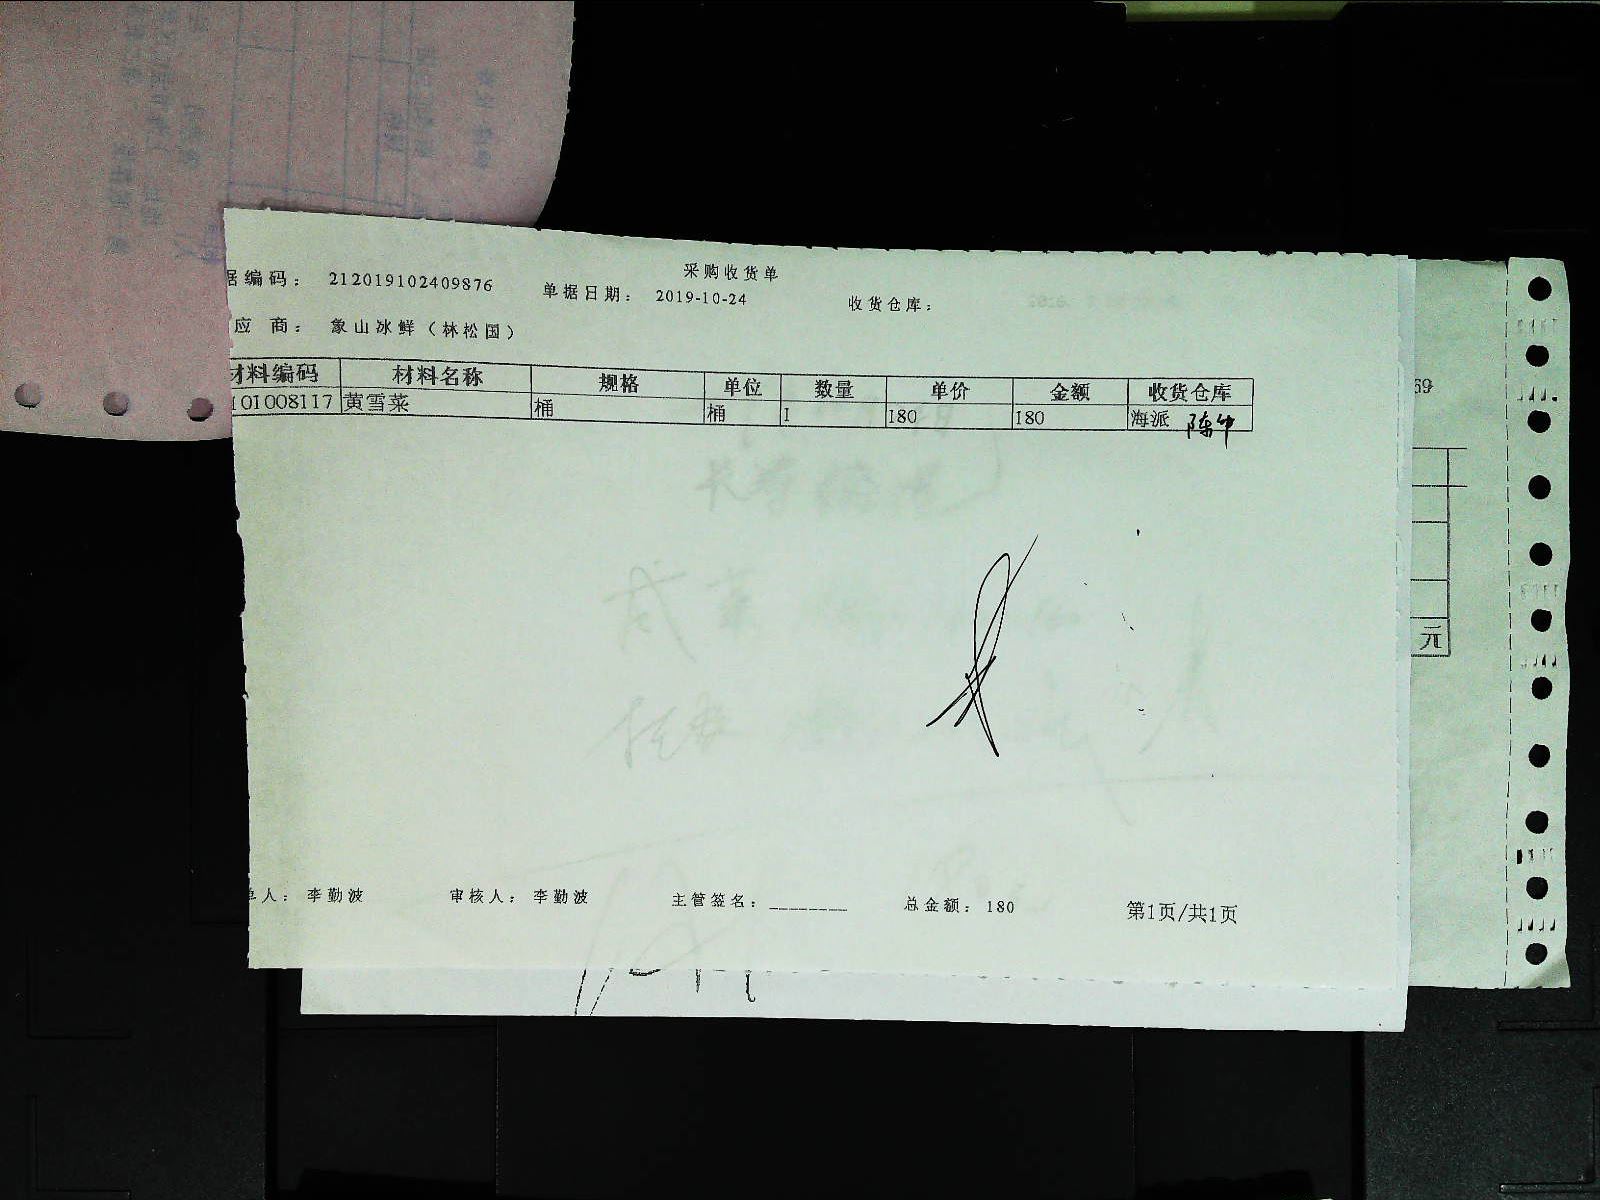 采购收货单
据编码： 212019102409876 单据日期： 2019-10-24 收货仓库：
应 商： 象山冰鲜（林松国）
材料编码 材料名称 规格 单位 数量 单价 金额 收货仓库
101008117 黄雪菜 桶 桶 1 180 180 海派
69
元
单人： 李勤波 审核人： 李勤波 主管签名：________ 总金额： 180 第1页/共1页